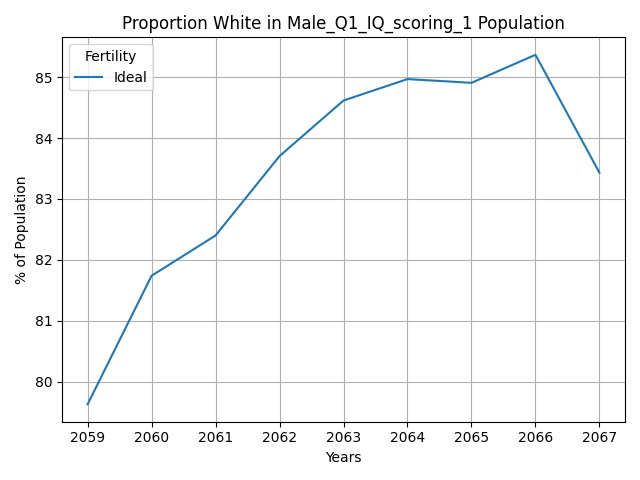 Proportion White in Male_Q1_IQ_scoring_1 Population
Fertility
Ideal
% of Population
85
84
83
82
81
80
2059 2060 2061 2062 2063 2064 2065 2066 2067
Years